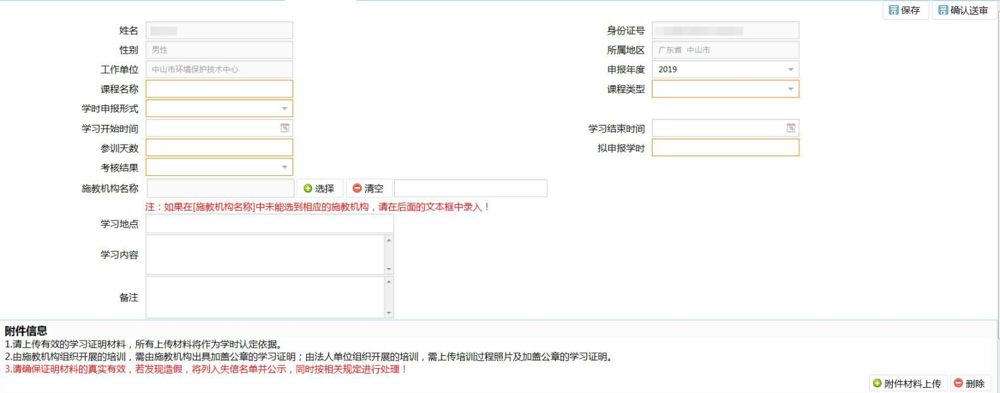 保存 确认送审
姓名 身份证号
性别 男性 所属地区 广东省 中山市
工作单位 中山市环境保护技术中心 申报年度 2019
课程名称 课程类型
学时申报形式
学习开始时间 学习结束时间
参训天数 拟申报学时
考核结果
施教机构名称 选择 清空
注：如果在[施教机构名称]中未能选到相应的施教机构，请在后面的文本框中录入！
学习地点
学习内容
备注
附件信息
1.请上传有效的学习证明材料，所有上传材料将作为学时认定依据。
2.由施教机构组织开展的培训，需由施教机构出具加盖公章的学习证明；由法人单位组织开展的培训，需上传培训过程照片及加盖公章的学习证明。
3.请确保证明材料的真实有效，若发现造假，将列入失信名单并公示，同时按相关规定进行处理！
附件材料上传 删除